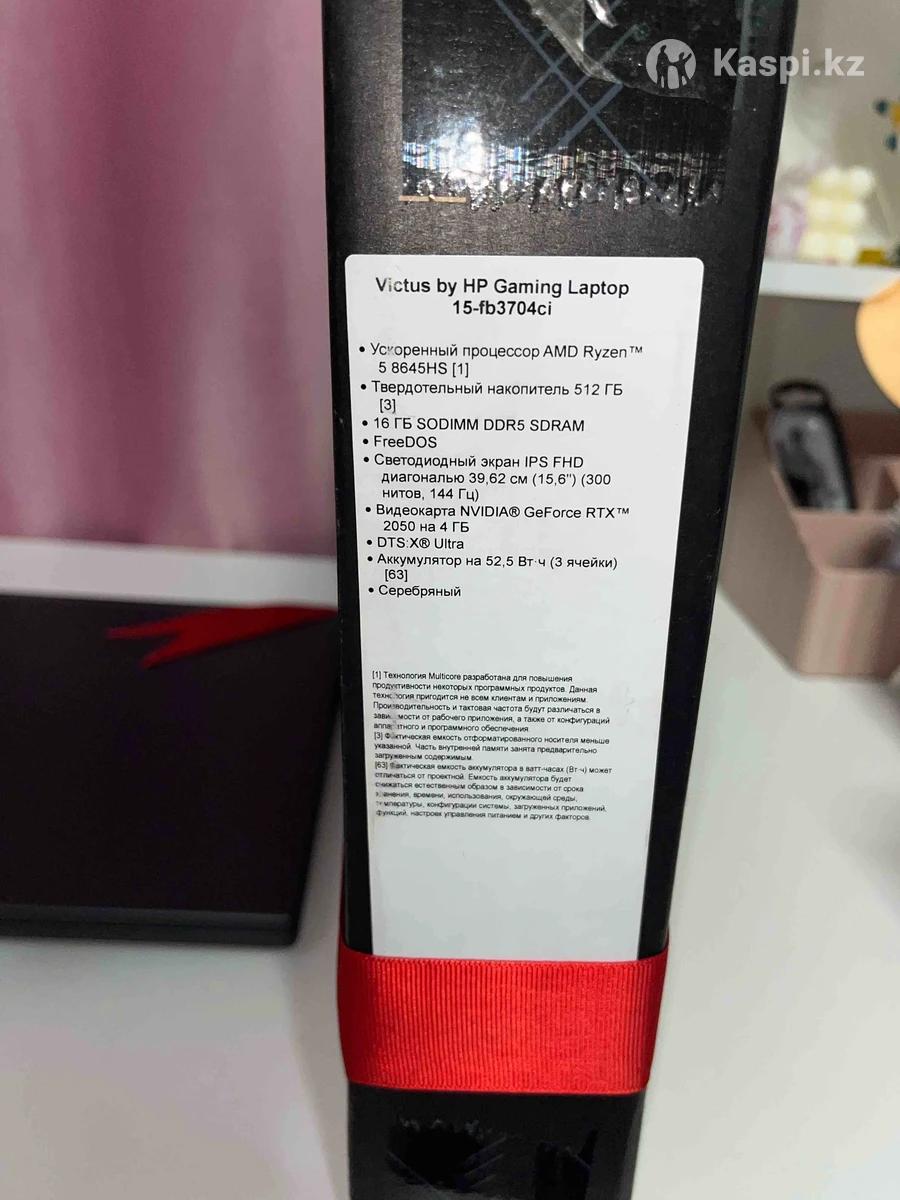 Kaspi.kz
Victus by HP Gaming Laptop
15-fb3704ci
• Ускоренный процессор AMD Ryzen™
5 8645HS [1]
• Твердотельный накопитель 512 ГБ
[3]
• 16 ГБ SODIMM DDR5 SDRAM
• FreeDOS
• Светодиодный экран IPS FHD
диагональю 39,62 см (15,6") (300
нитов, 144 Гц)
• Видеокарта NVIDIA® GeForce RTX™
2050 на 4 ГБ
• DTS:X® Ultra
• Аккумулятор на 52,5 Вт·ч (3 ячейки)
[63]
• Серебряный
[1] Технология Multicore разработана для повышения
продуктивности некоторых программных продуктов. Данная
технология пригодится не всем клиентам и приложениям.
Производительность и тактовая частота будут различаться в
зависимости от рабочего приложения, а также от конфигураций
аппаратного и программного обеспечения.
[3] Фактическая емкость отформатированного носителя меньше
указанной. Часть внутренней памяти занята предварительно
загруженным содержимым.
[63] Фактическая емкость аккумулятора в ватт-часах (Вт·ч) может
отличаться от проектной. Емкость аккумулятора будет
снижаться естественным образом в зависимости от срока
хранения, времени, использования, окружающей среды,
температуры, конфигурации системы, загруженных приложений,
функций, настроек управления питанием и других факторов.